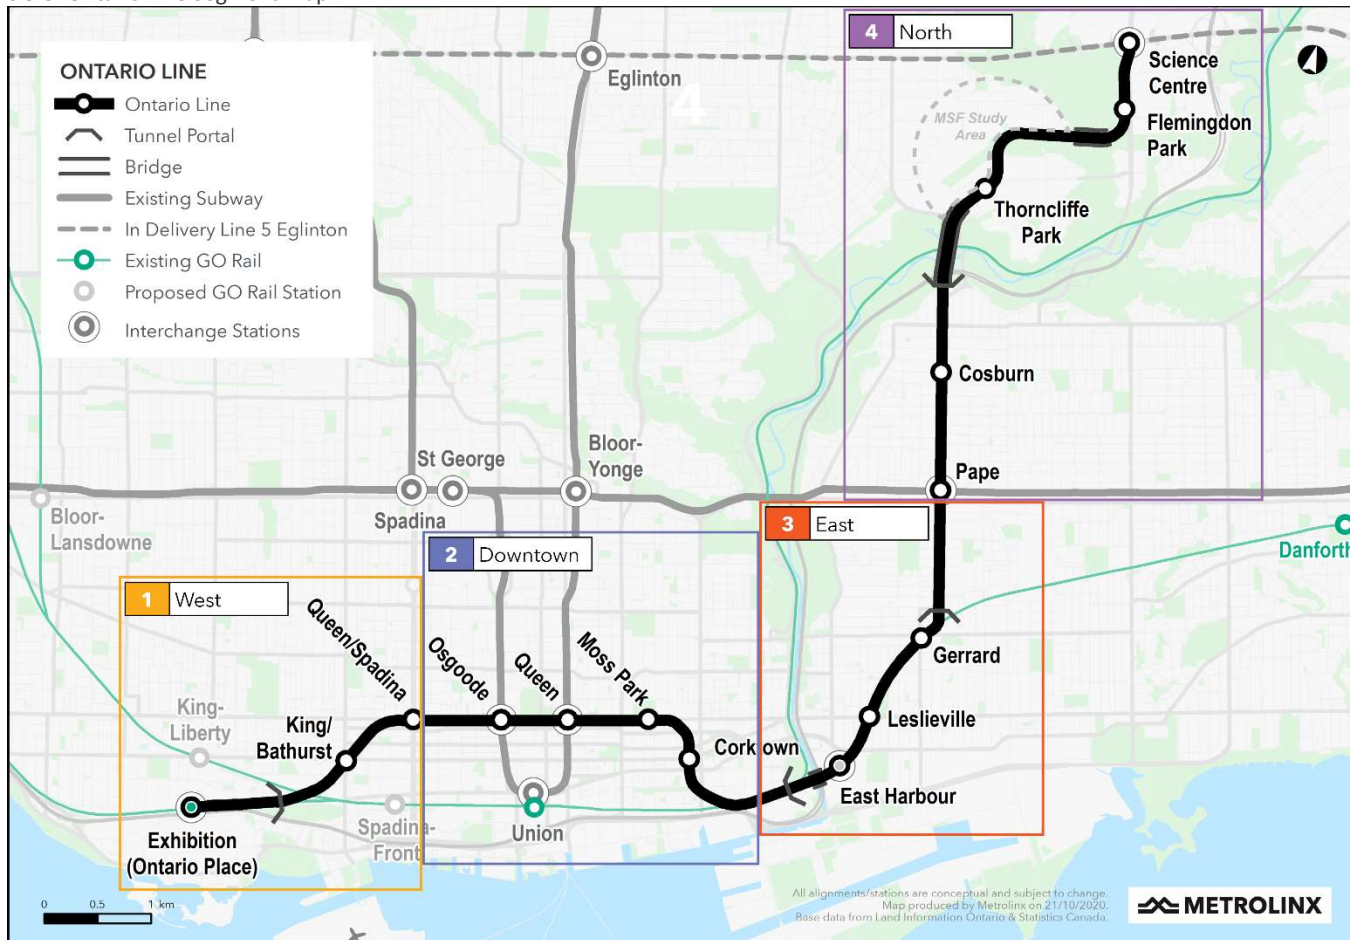 ONTARIO LINE
Ontario Line
Tunnel Portal
Bridge
Existing Subway
In Delivery Line 5 Eglinton
Existing GO Rail
Proposed GO Rail Station
Interchange Stations
Eglinton
4
4 North
Science
Centre
Flemingdon
Park
MSF Study
Area
Thorncliffe
Park
Cosburn
Pape
Bloor-
Yonge
St George
Spadina
Bloor-
Lansdowne
Danforth
1 West
2 Downtown
3 East
Queen/Spadina
Osgoode
Queen
Moss Park
King-
Liberty
King/
Bathurst
Corktown
Gerrard
Leslieville
East Harbour
Exhibition
(Ontario Place)
Spadina-
Front
Union
0 0.5 1 km
All alignments/stations are conceptual and subject to change.
Map produced by Metrolinx on 21/10/2020.
Base data from Land Information Ontario & Statistics Canada.
METROLINX